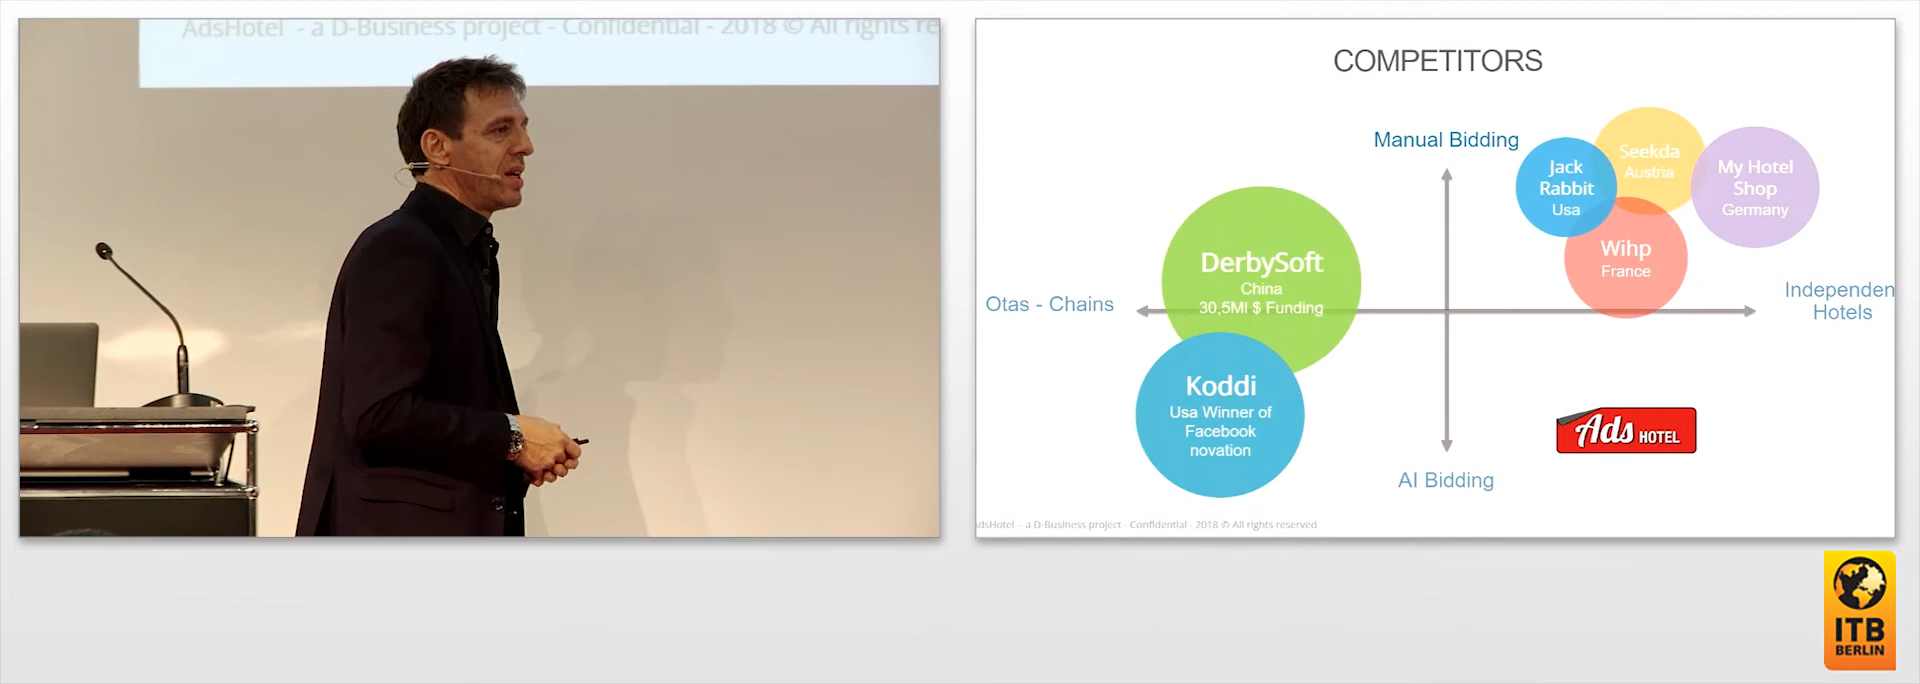 AdsHotel - a D-Business project - Confidential - 2018 © All rights re
COMPETITORS
Manual Bidding
Jack
Rabbit
Usa
Seekda
Austria
My Hotel
Shop
Germany
Wihp
France
DerbySoft
China
30,5Ml $ Funding
Otas - Chains
Independen
Hotels
Koddi
Usa Winner of
Facebook
novation
Ads HOTEL
AI Bidding
dsHotel - a D-Business project - Confidential - 2018 © All rights reserved
ITB
BERLIN